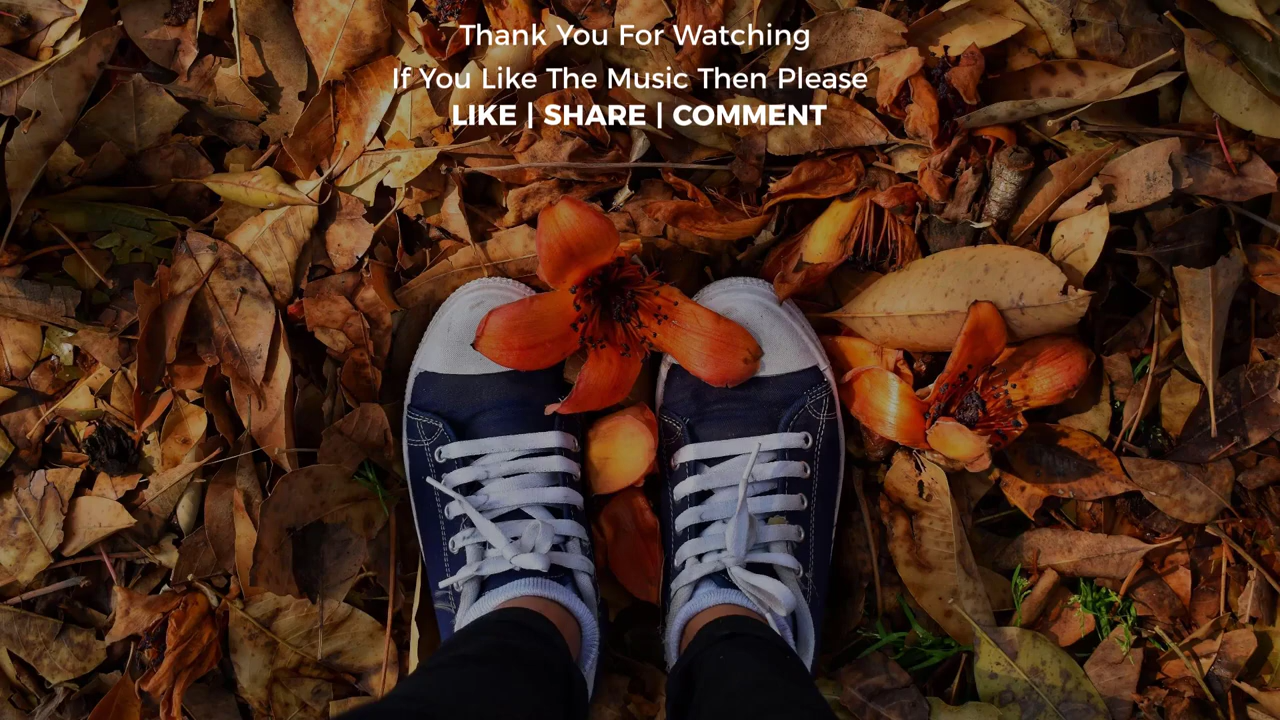 Thank You For Watching
If You Like The Music Then Please
LIKE | SHARE | COMMENT